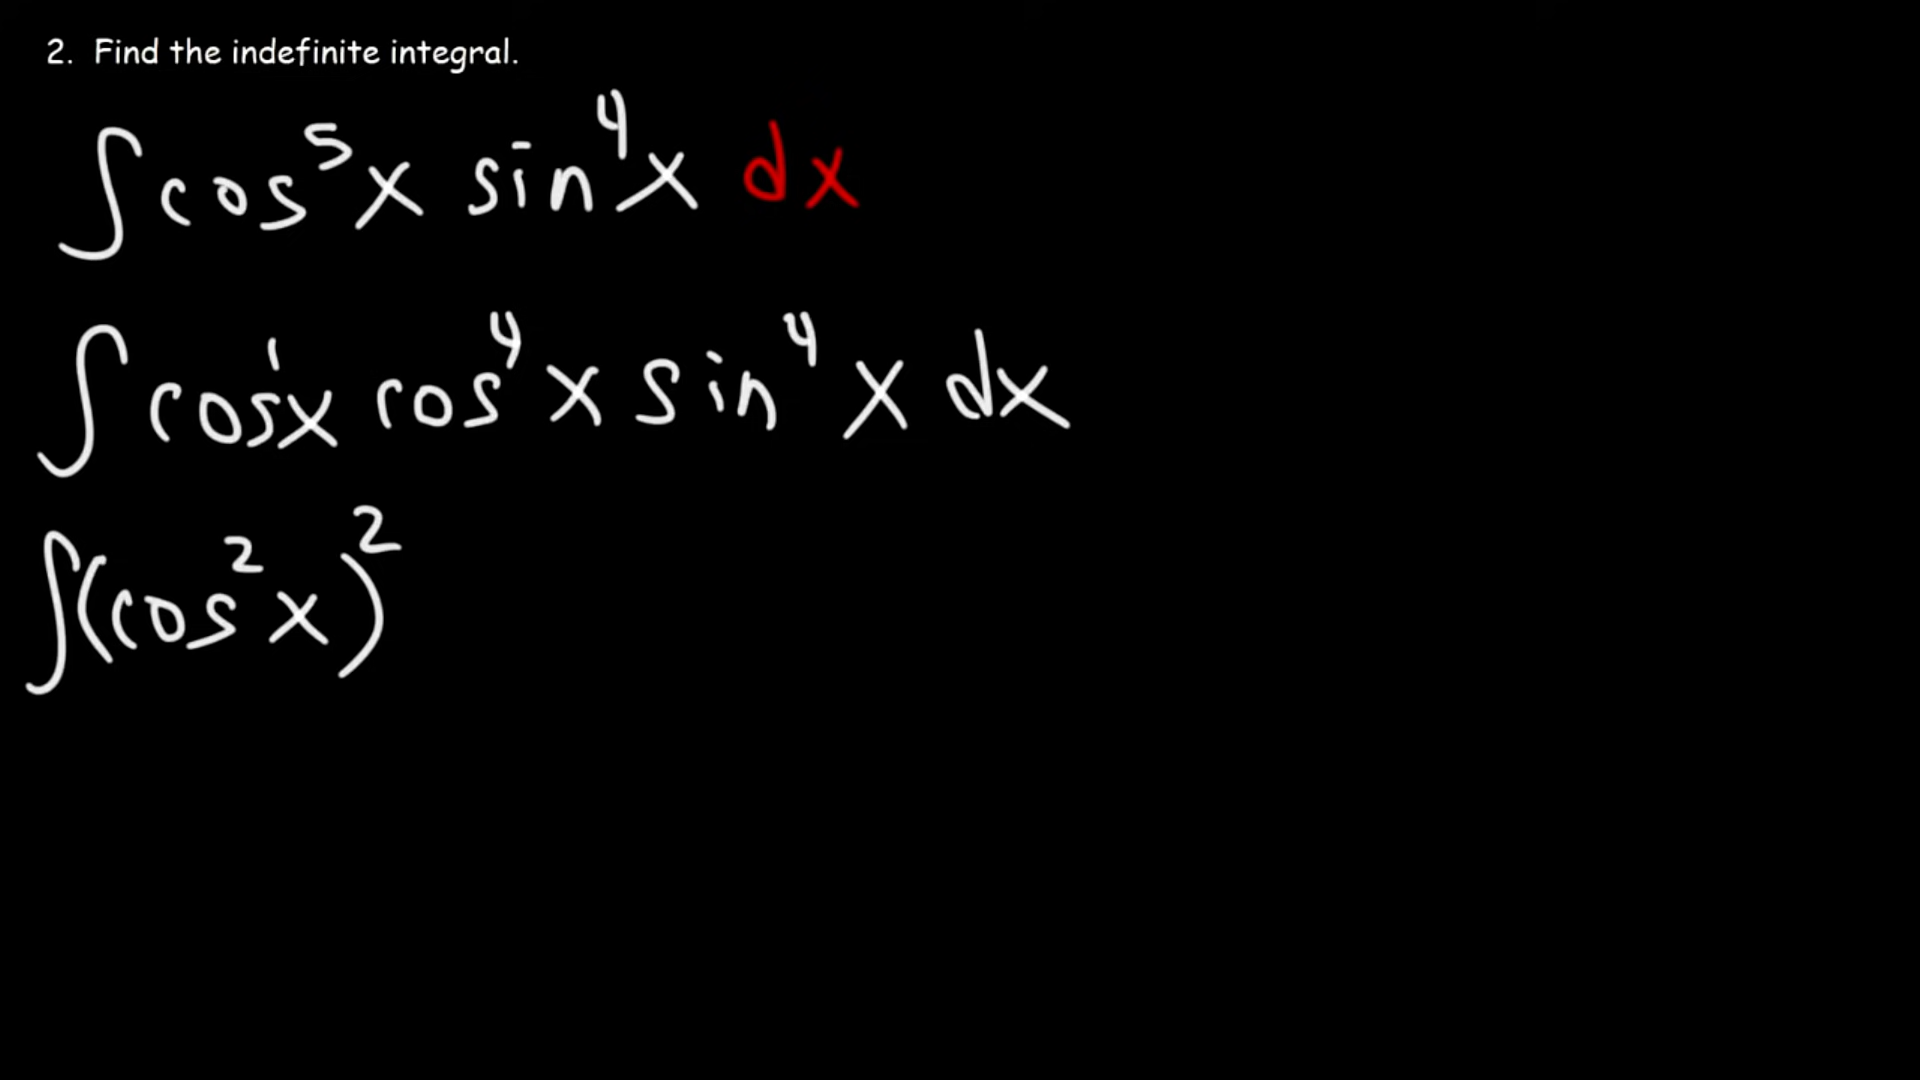 2. Find the indefinite integral.
∫cos⁵x sin⁴x dx
∫cos¹x cos⁴x sin⁴x dx
∫(cos²x)²